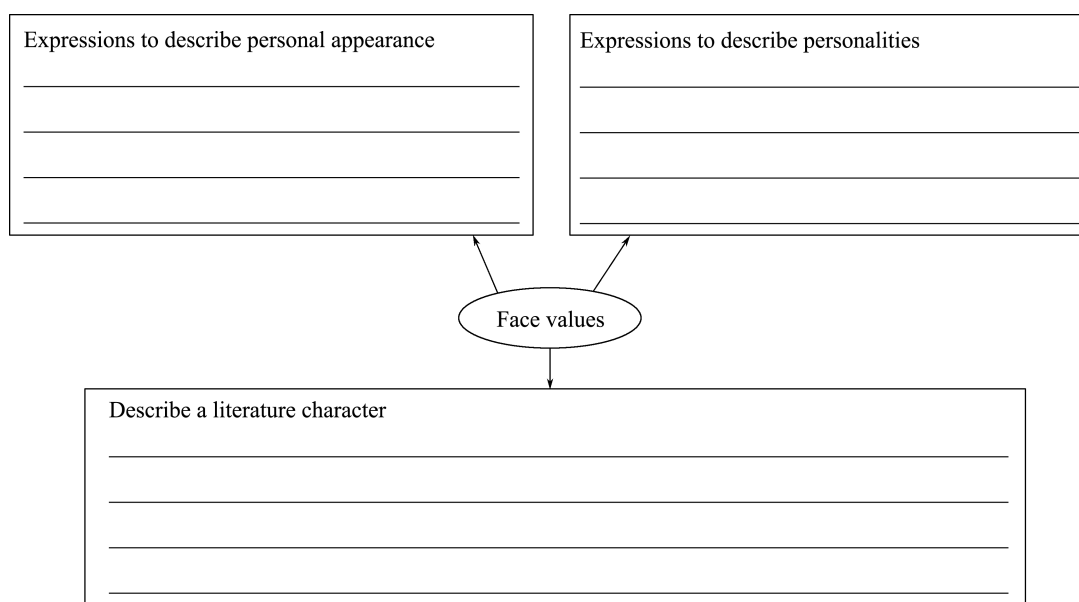 Expressions to describe personal appearance
Expressions to describe personalities
Face values
Describe a literature character